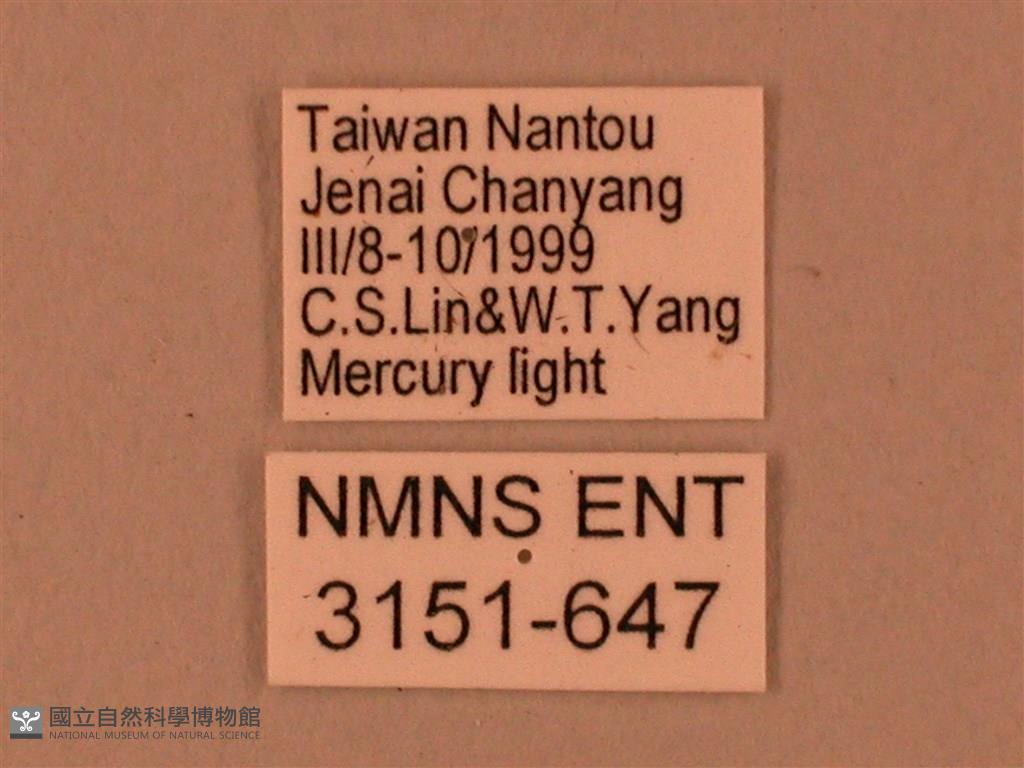 Taiwan Nantou
Jenai Chanyang
III/8-10/1999
C.S.Lin&W.T.Yang
Mercury light
NMNS ENT
3151-647
國立自然科學博物館
NATIONAL MUSEUM OF NATURAL SCIENCE